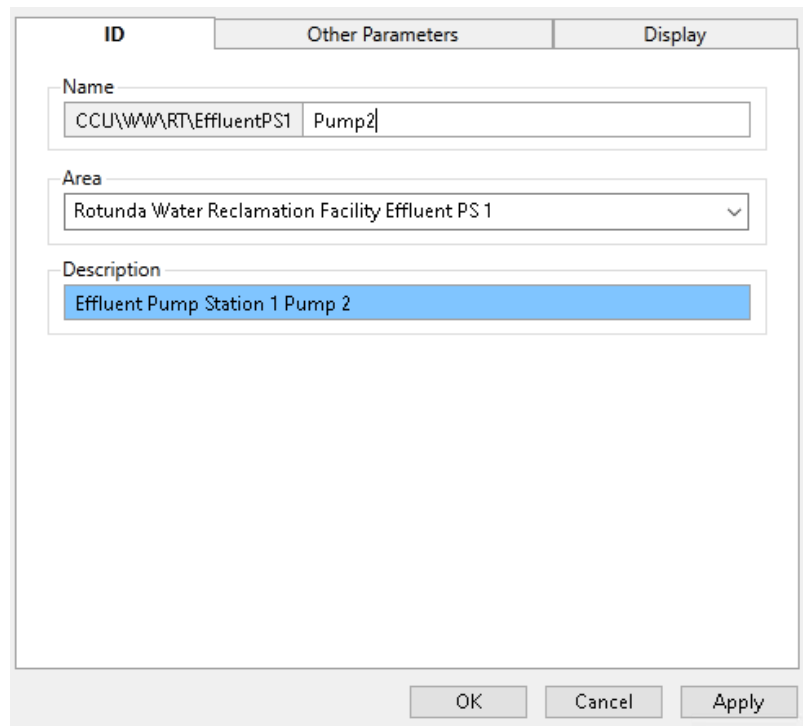 ID Other Parameters Display
Name
CCU\WW\RT\EffluentPS1 Pump2
Area
Rotunda Water Reclamation Facility Effluent PS 1
Description
Effluent Pump Station 1 Pump 2
OK Cancel Apply